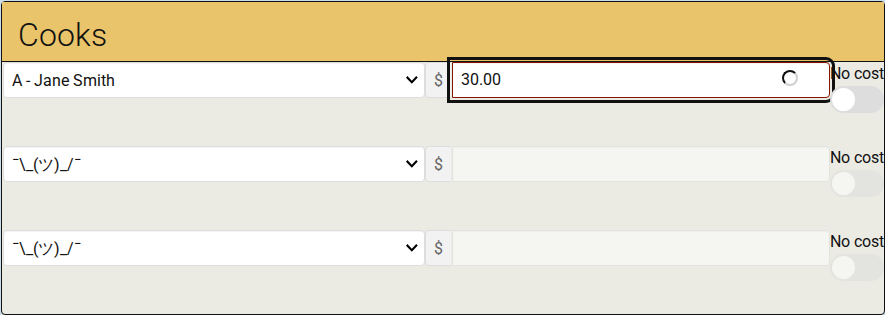 Cooks
A - Jane Smith $ 30.00 No cost
¯\_(ツ)_/¯ $ No cost
¯\_(ツ)_/¯ $ No cost